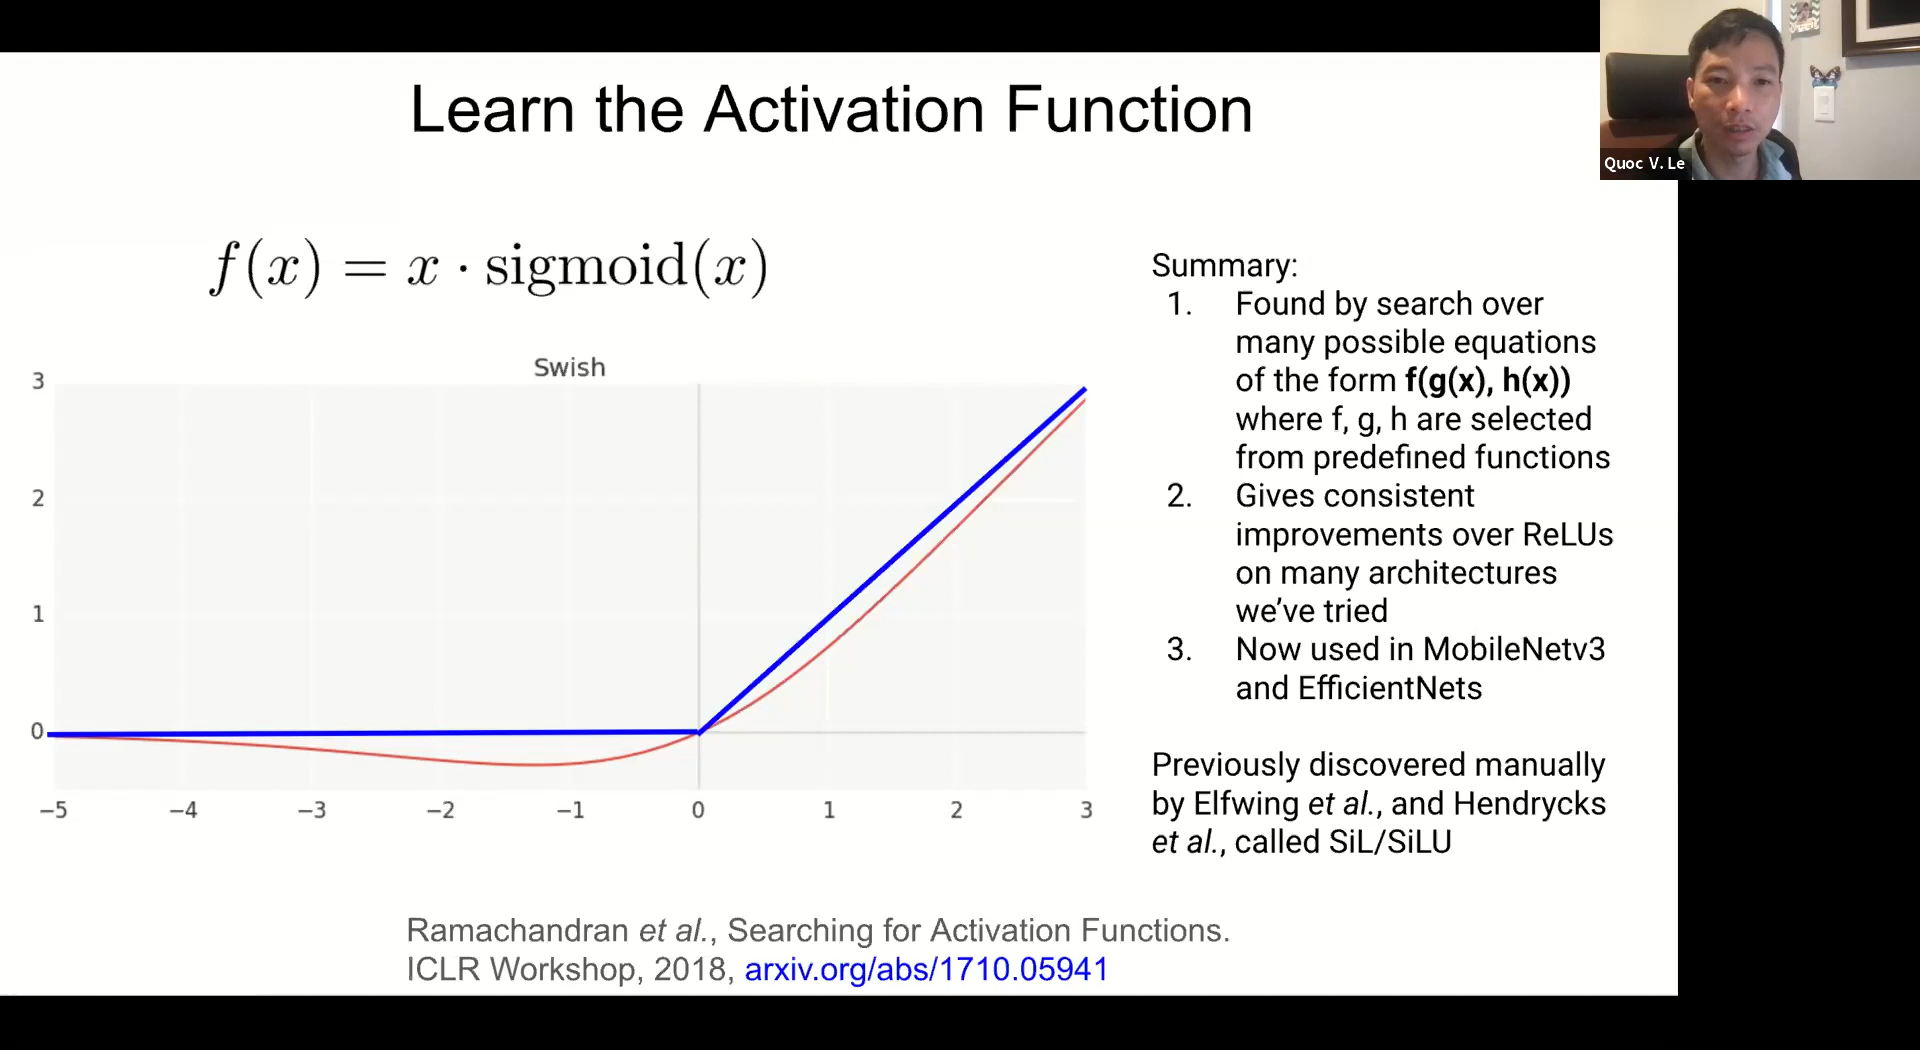 Learn the Activation Function
Quoc V. Le
f(x) = x · sigmoid(x)
Swish
3
2
1
0
−5 −4 −3 −2 −1 0 1 2 3
Summary:
1. Found by search over
many possible equations
of the form f(g(x), h(x))
where f, g, h are selected
from predefined functions
2. Gives consistent
improvements over ReLUs
on many architectures
we’ve tried
3. Now used in MobileNetv3
and EfficientNets
Previously discovered manually
by Elfwing et al., and Hendrycks
et al., called SiL/SiLU
Ramachandran et al., Searching for Activation Functions.
ICLR Workshop, 2018, arxiv.org/abs/1710.05941